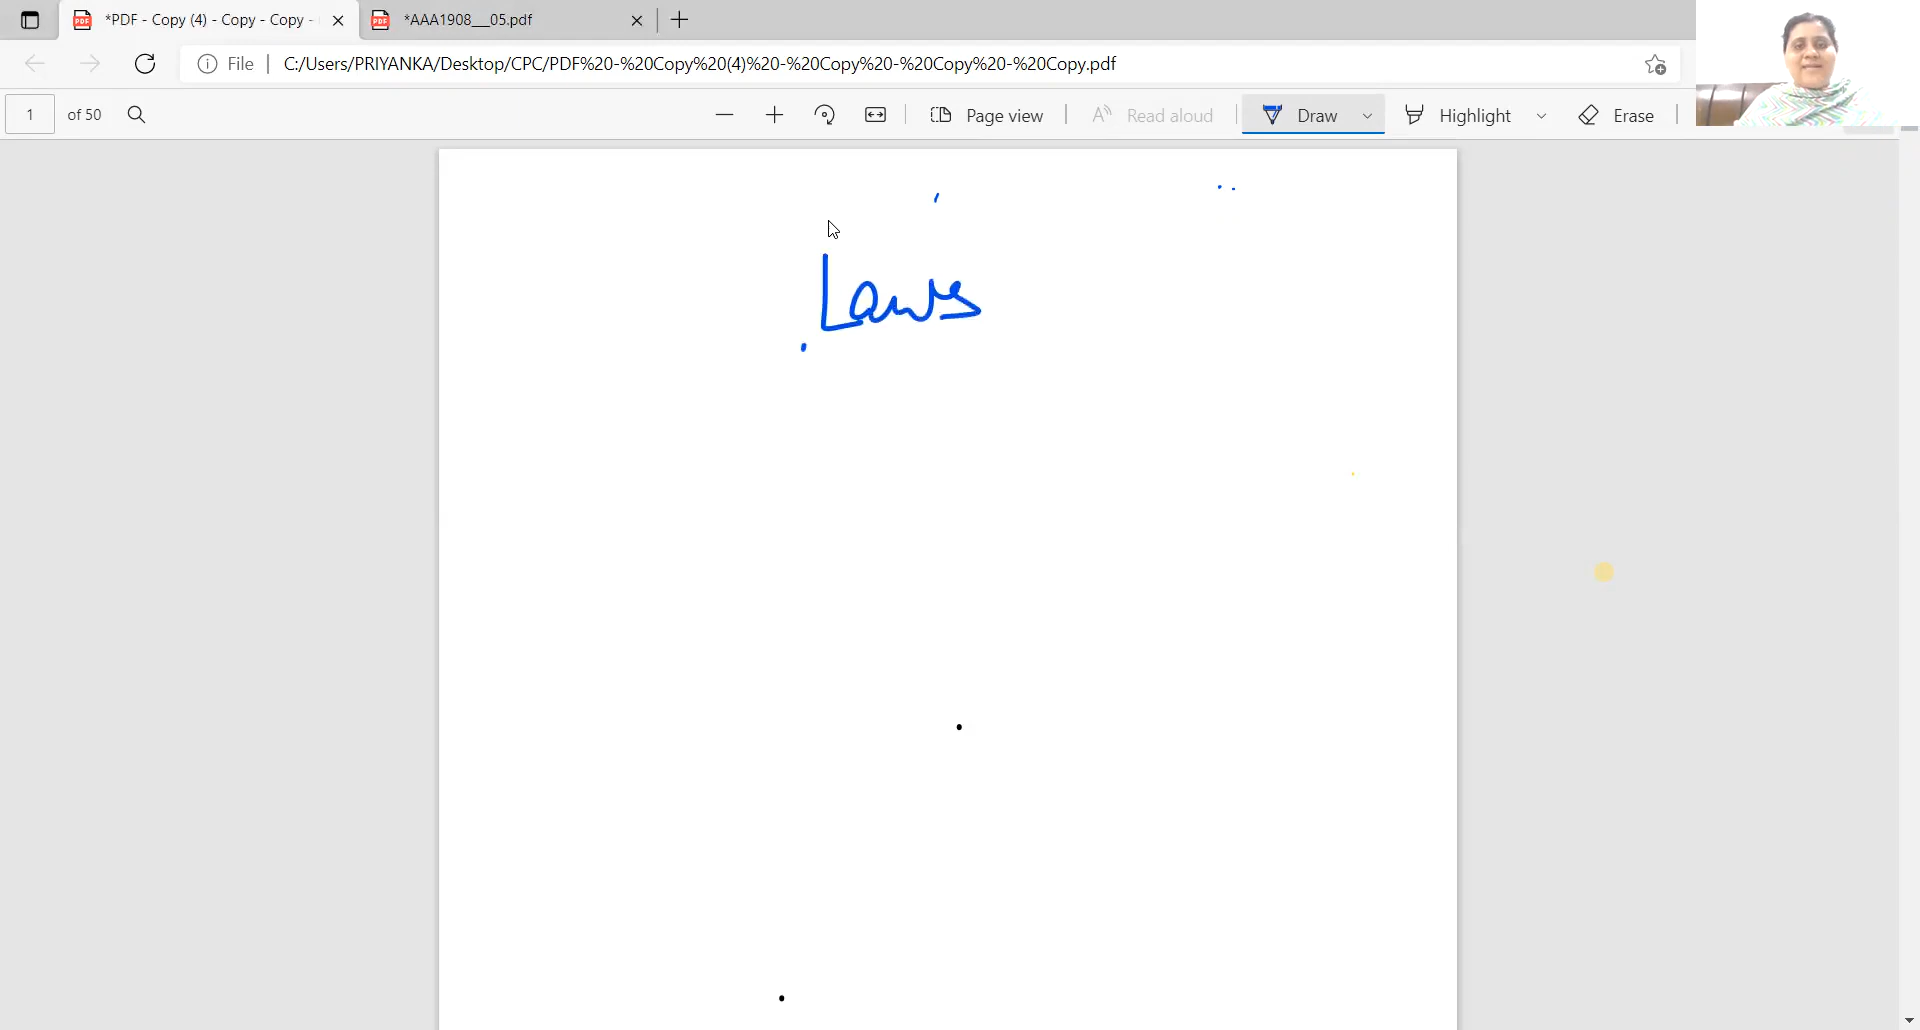 *PDF - Copy (4) - Copy - Copy -
*AAA1908___05.pdf
File
C:/Users/PRIYANKA/Desktop/CPC/PDF%20-%20Copy%20(4)%20-%20Copy%20-%20Copy%20-%20Copy.pdf
1 of 50
Page view
Read aloud
Draw
Highlight
Erase
Laws